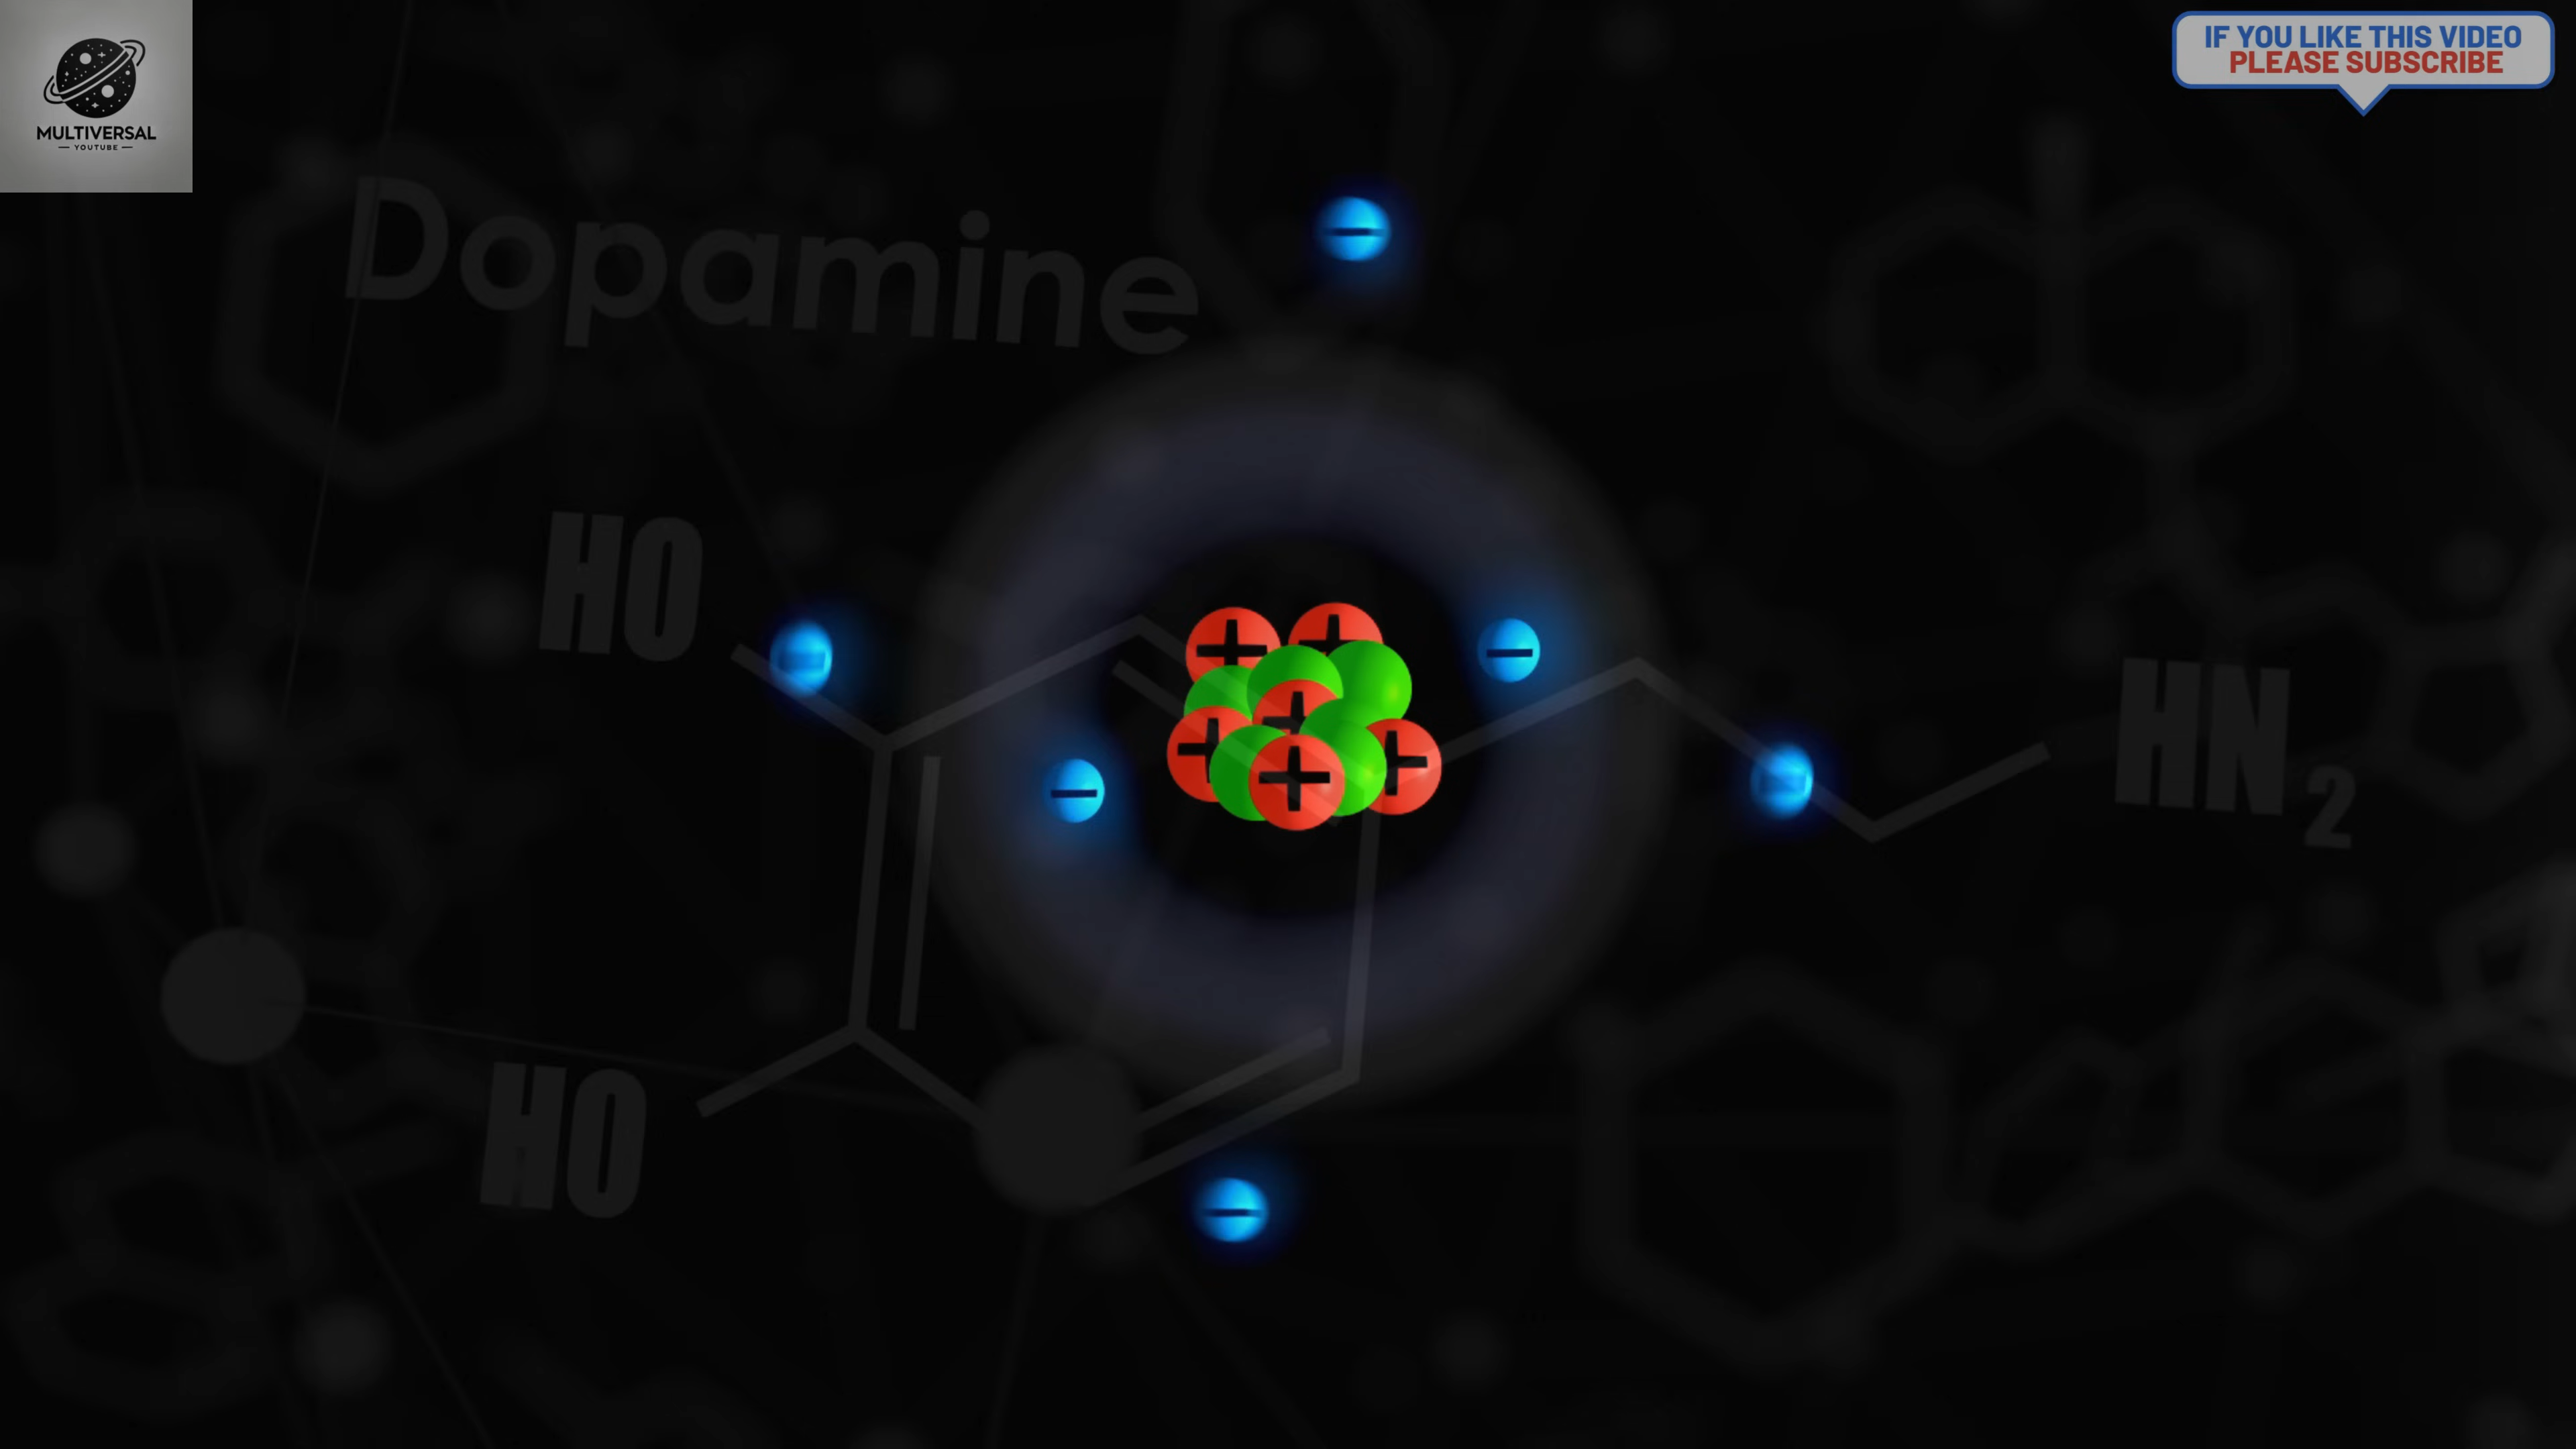 MULTIVERSAL
YOUTUBE
IF YOU LIKE THIS VIDEO
PLEASE SUBSCRIBE
Dopamine
HO
HN2
HO